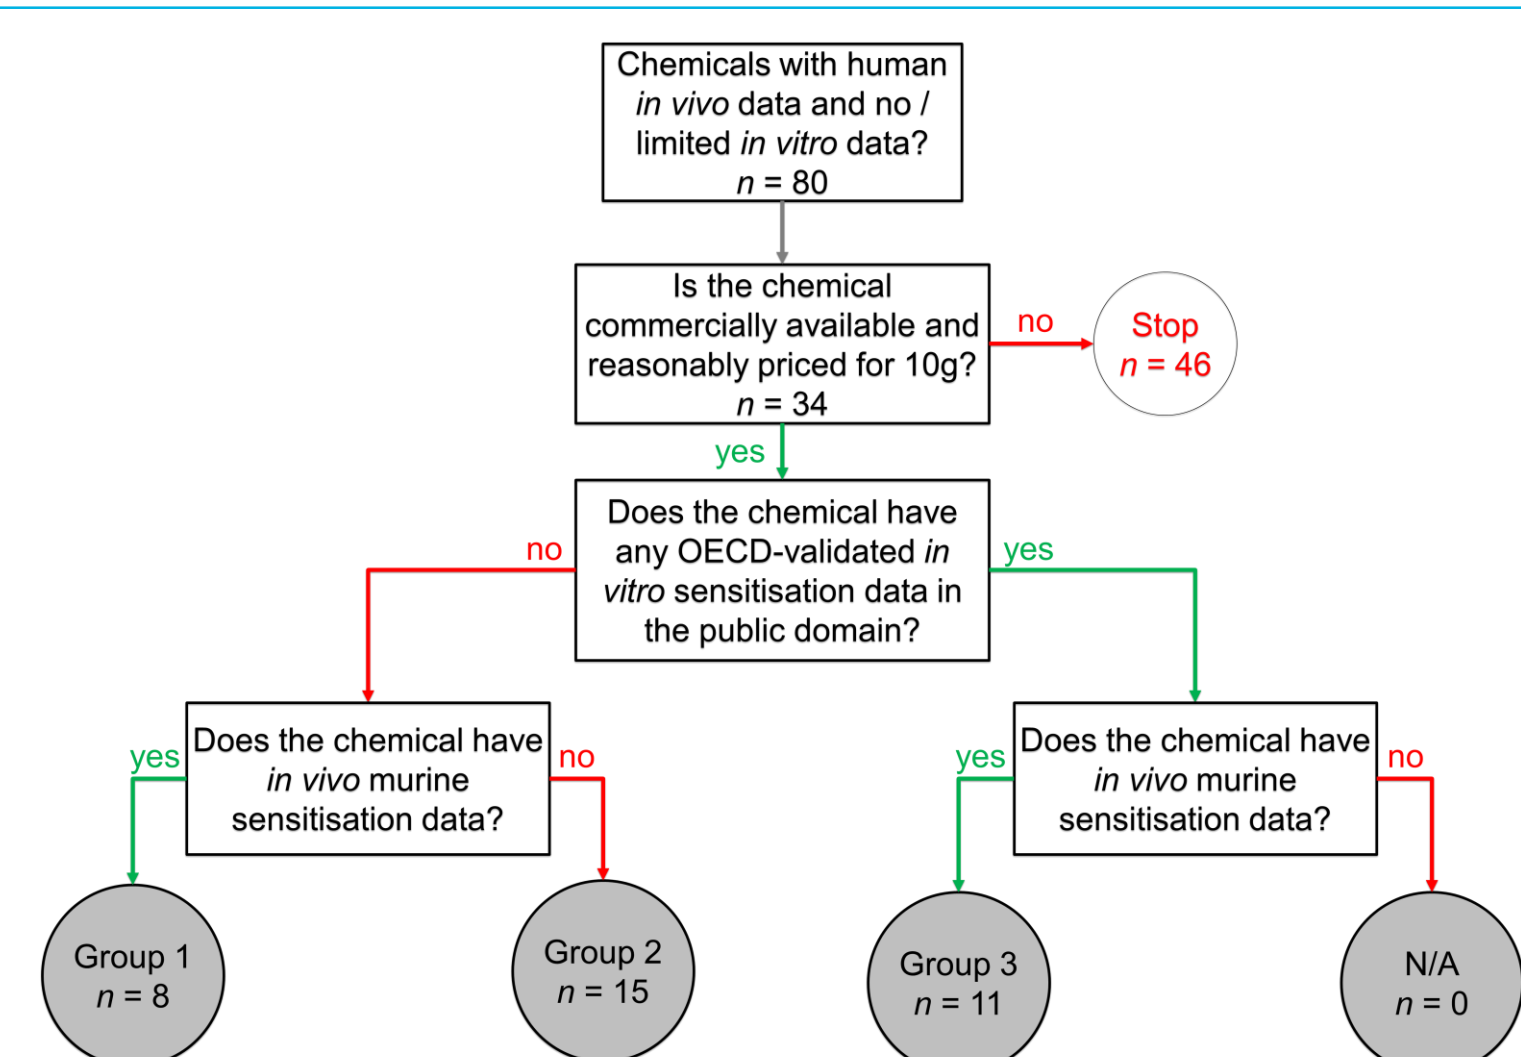 Chemicals with human
in vivo data and no /
limited in vitro data?
n = 80
Is the chemical
commercially available and
reasonably priced for 10g?
n = 34
no
Stop
n = 46
yes
Does the chemical have
any OECD-validated in
vitro sensitisation data in
the public domain?
no
yes
Does the chemical have
in vivo murine
sensitisation data?
yes
no
Does the chemical have
in vivo murine
sensitisation data?
yes
no
Group 1
n = 8
Group 2
n = 15
Group 3
n = 11
N/A
n = 0